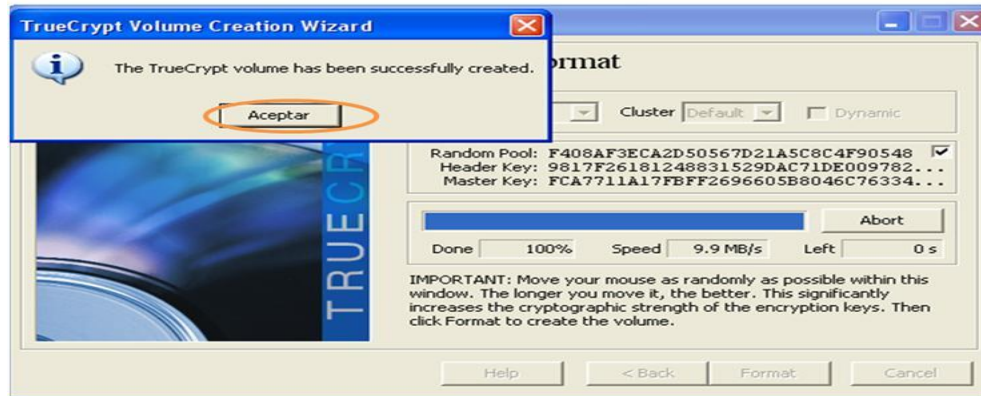 TrueCrypt Volume Creation Wizard
The TrueCrypt volume has been successfully created.
Aceptar
Cluster Default Dynamic
Random Pool: F408AF3ECA2D50567D21A5C8C4F90548
Header Key: 9817F26181248831529DAC71DE009782...
Master Key: FCA7711A17FBFF2696605B8046C76334...
Abort
Done 100% Speed 9.9 MB/s Left 0 s
IMPORTANT: Move your mouse as randomly as possible within this
window. The longer you move it, the better. This significantly
increases the cryptographic strength of the encryption keys. Then
click Format to create the volume.
Help < Back Format Cancel